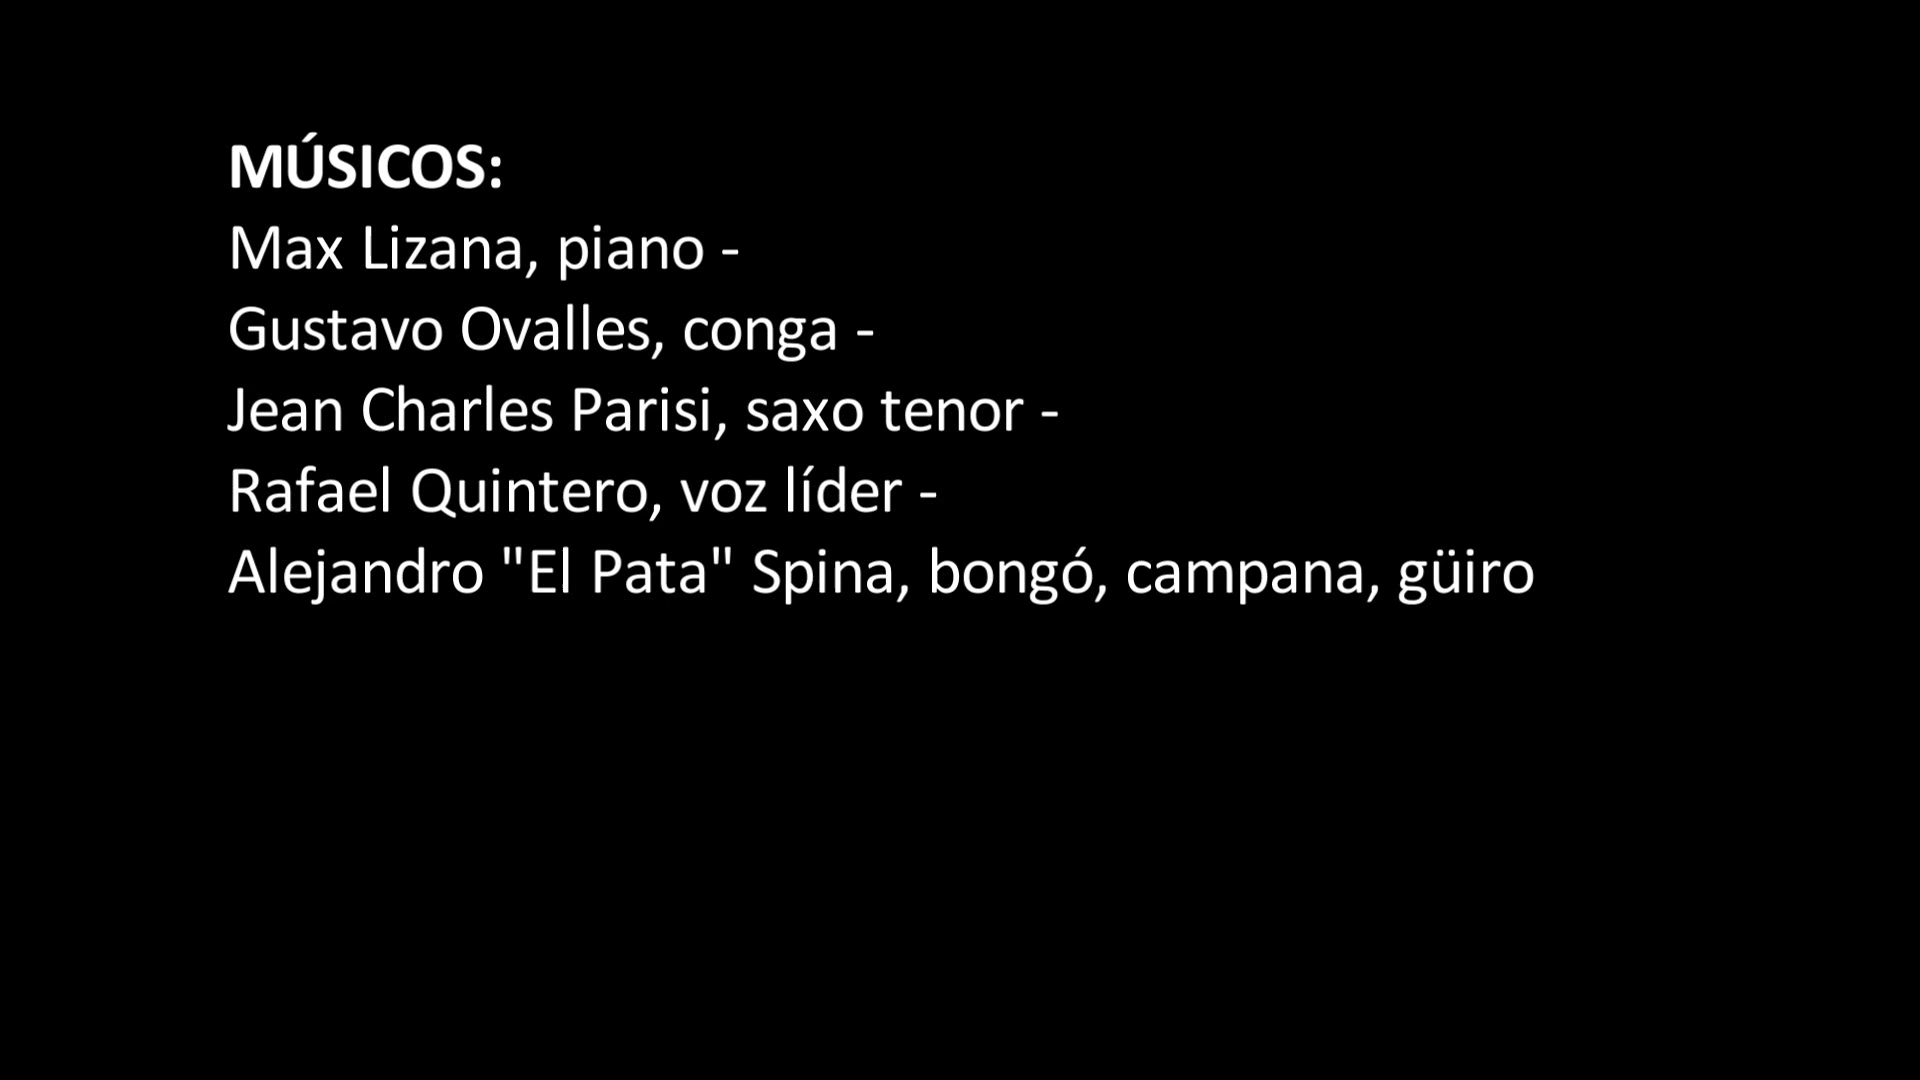 MÚSICOS:
Max Lizana, piano -
Gustavo Ovalles, conga -
Jean Charles Parisi, saxo tenor -
Rafael Quintero, voz líder -
Alejandro "El Pata" Spina, bongó, campana, güiro